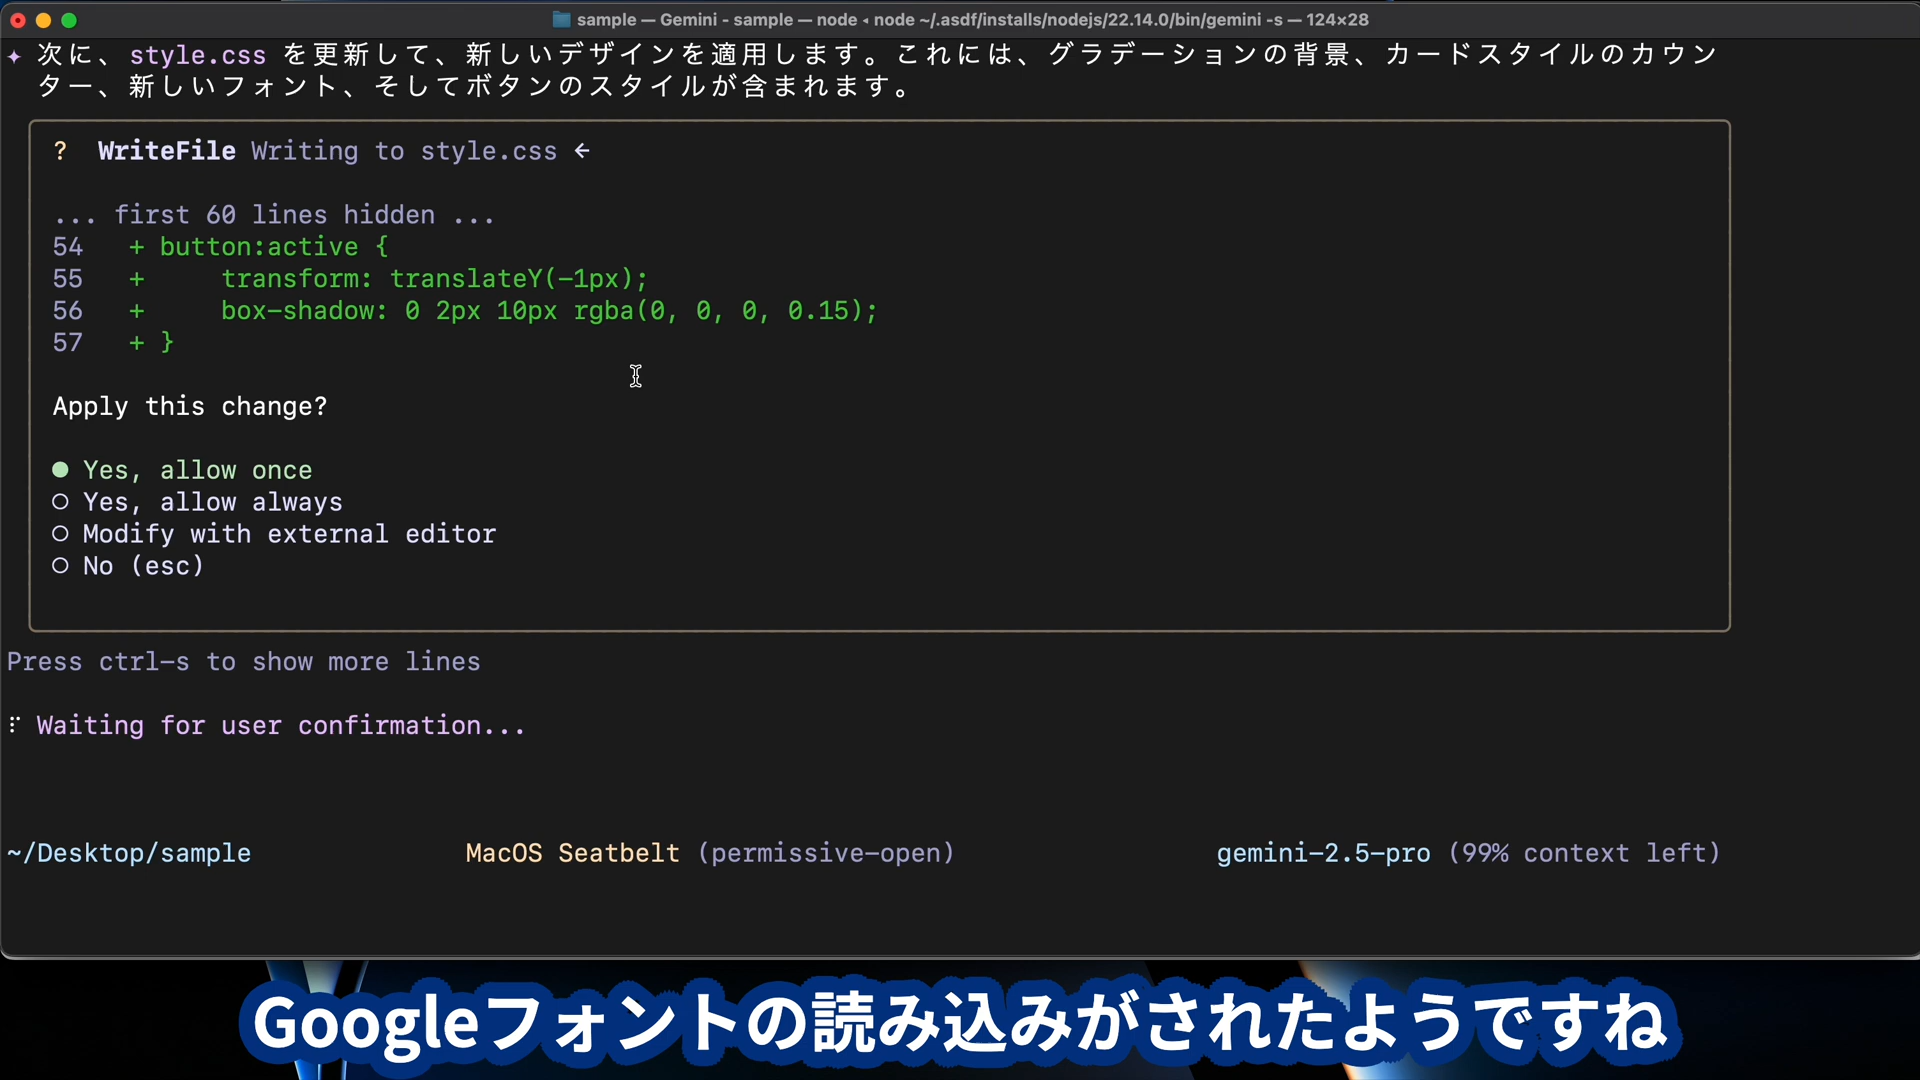 sample — Gemini - sample — node ◂ node ~/.asdf/installs/nodejs/22.14.0/bin/gemini -s — 124×28
✦ 次に、style.css を更新して、新しいデザインを適用します。これには、グラデーションの背景、カードスタイルのカウン
ター、新しいフォント、そしてボタンのスタイルが含まれます。
? WriteFile Writing to style.css ←
... first 60 lines hidden ...
54 + button:active {
55 +     transform: translateY(-1px);
56 +     box-shadow: 0 2px 10px rgba(0, 0, 0, 0.15);
57 + }
Apply this change?
● Yes, allow once
○ Yes, allow always
○ Modify with external editor
○ No (esc)
Press ctrl-s to show more lines
⠏ Waiting for user confirmation...
~/Desktop/sample MacOS Seatbelt (permissive-open) gemini-2.5-pro (99% context left)
Googleフォントの読み込みがされたようですね